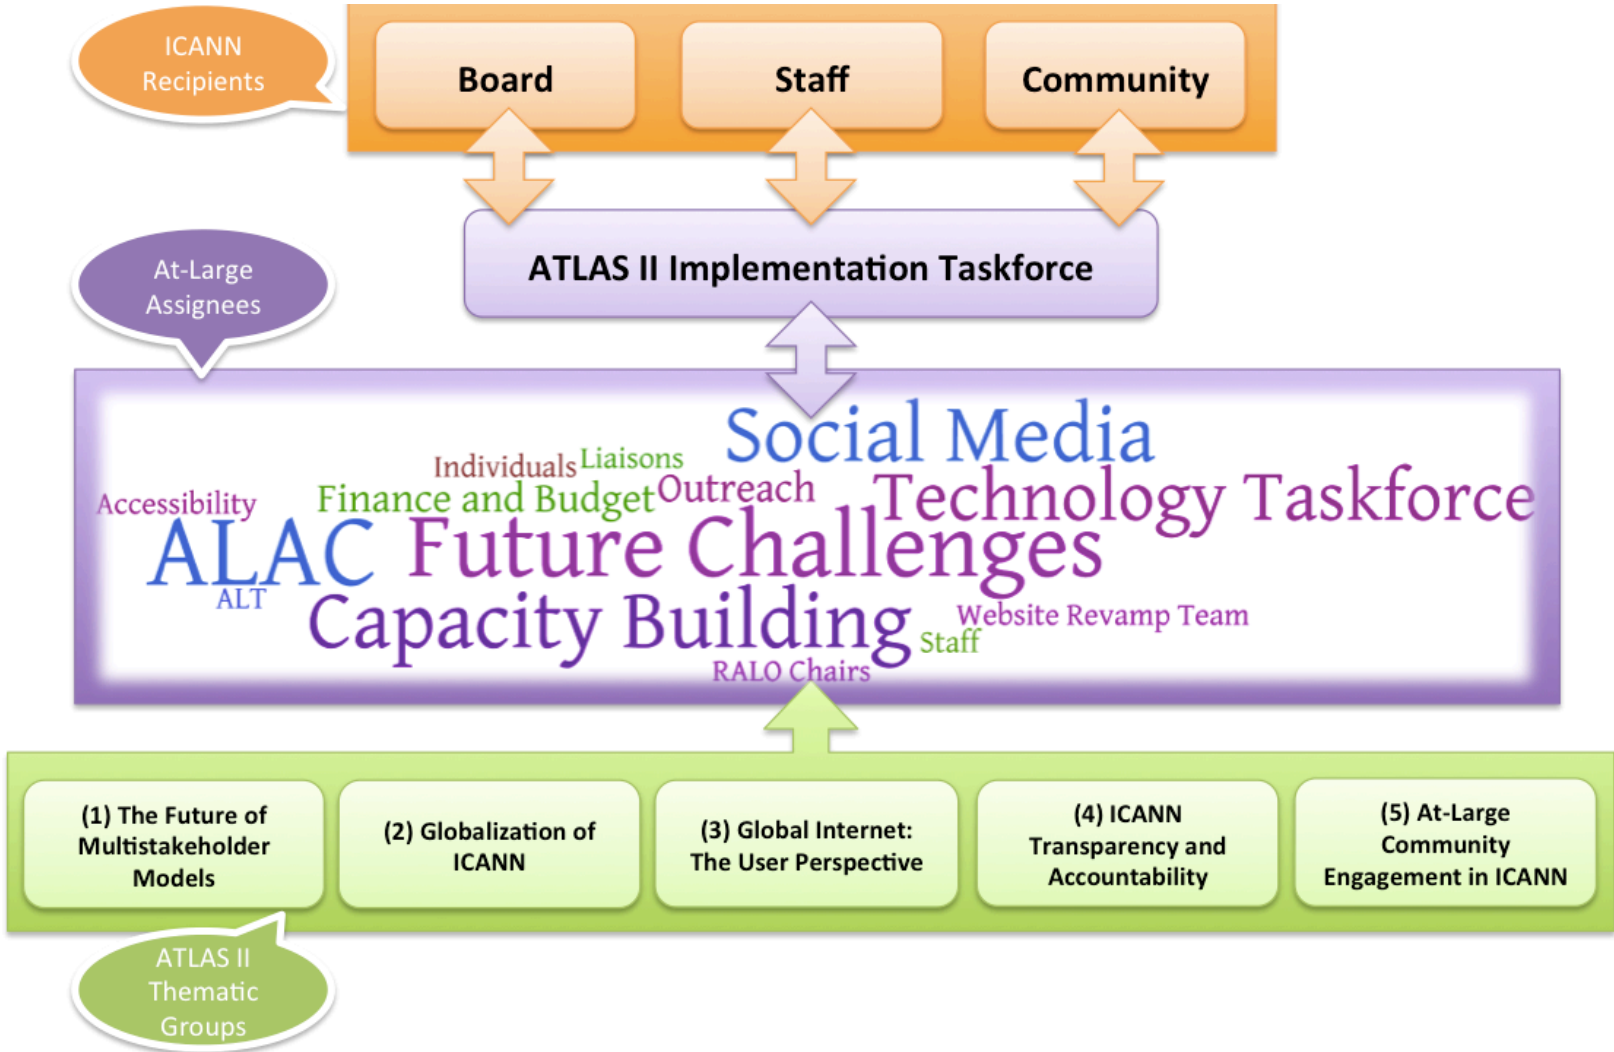 ICANN
Recipients
Board
Staff
Community
ATLAS II Implementation Taskforce
At-Large
Assignees
Social Media
Individuals
Liaisons
Accessibility
Finance and Budget
Outreach
Technology Taskforce
ALAC
Future Challenges
ALT
Capacity Building
Website Revamp Team
Staff
RALO Chairs
(1) The Future of
Multistakeholder
Models
(2) Globalization of
ICANN
(3) Global Internet:
The User Perspective
(4) ICANN
Transparency and
Accountability
(5) At-Large
Community
Engagement in ICANN
ATLAS II
Thematic
Groups